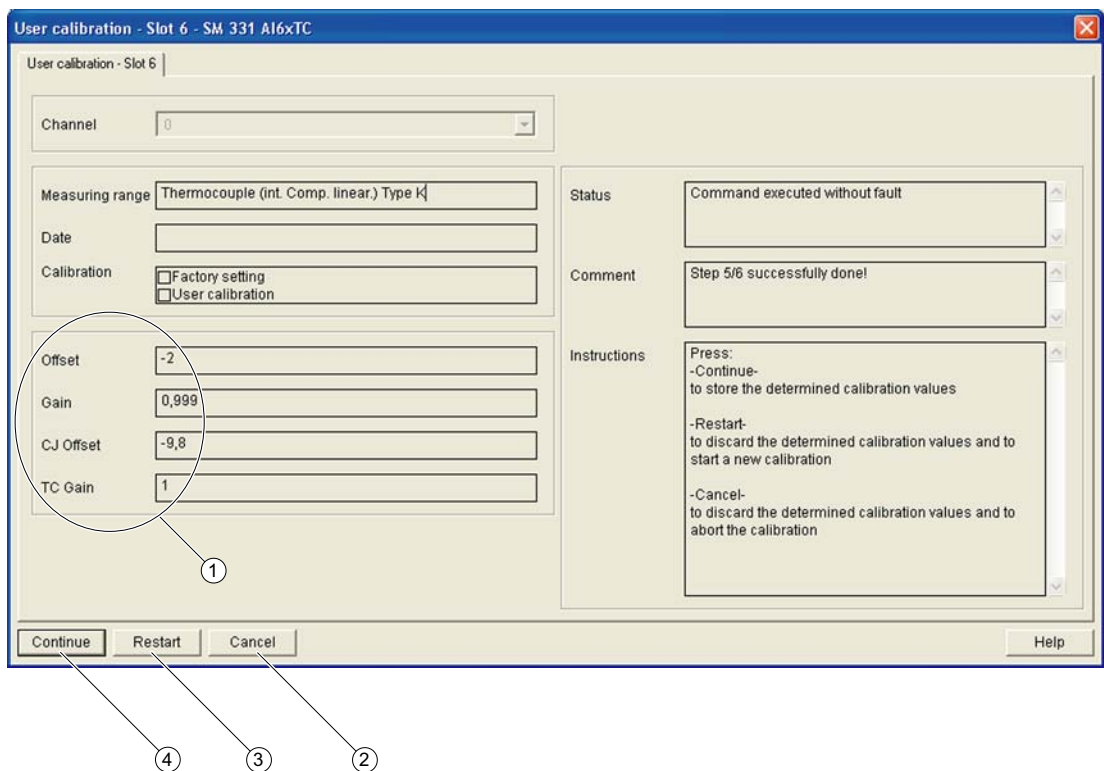 User calibration - Slot 6 - SM 331 AI6xTC
User calibration - Slot 6
Channel
0
Measuring range
Thermocouple (int. Comp. linear.) Type K
Date
Calibration
Factory setting
User calibration
Offset
-2
Gain
0,999
CJ Offset
-9,8
TC Gain
1
Status
Command executed without fault
Comment
Step 5/6 successfully done!
Instructions
Press:
-Continue-
to store the determined calibration values
-Restart-
to discard the determined calibration values and to
start a new calibration
-Cancel-
to discard the determined calibration values and to
abort the calibration
1
Continue
Restart
Cancel
Help
4
3
2